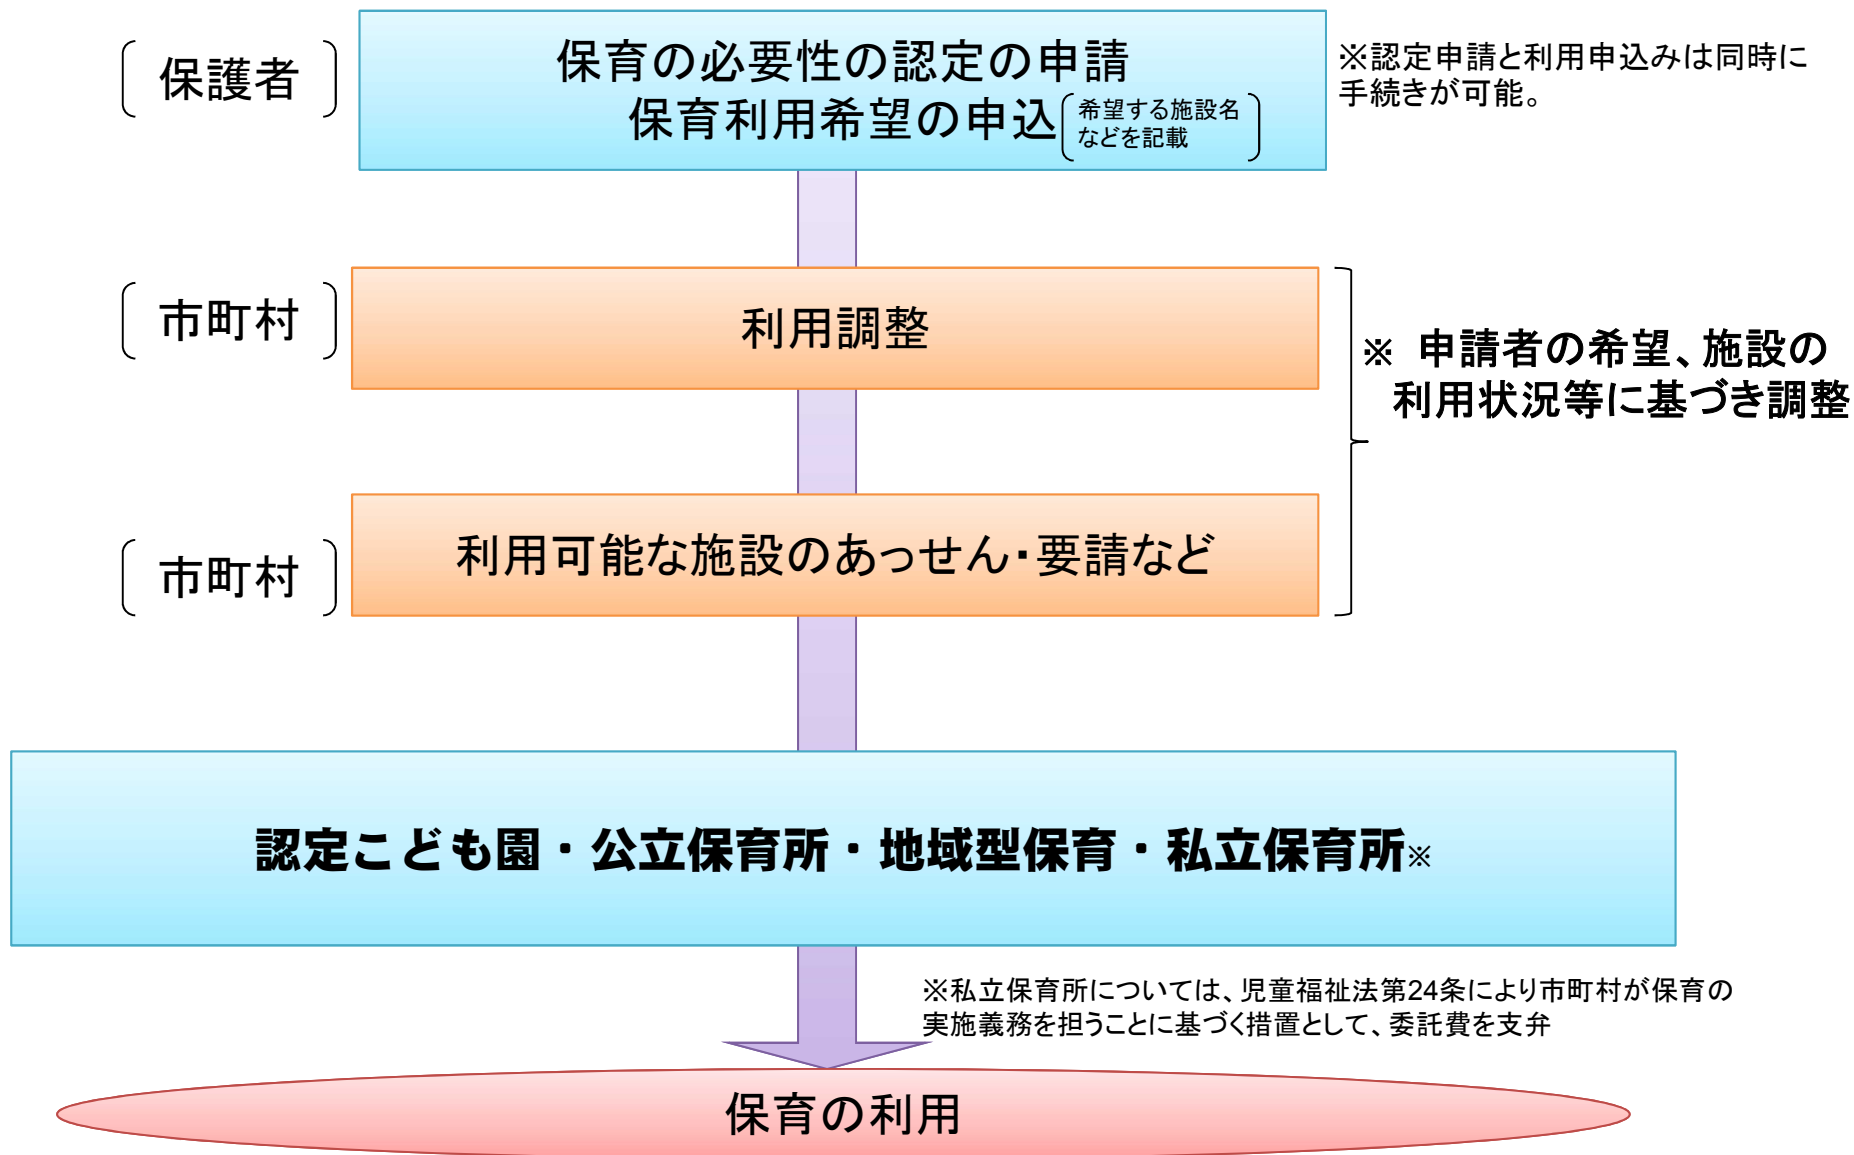 保護者
保育の必要性の認定の申請
保育利用希望の申込
希望する施設名
などを記載
※認定申請と利用申込みは同時に
手続きが可能。
市町村
利用調整
※ 申請者の希望、施設の
利用状況等に基づき調整
市町村
利用可能な施設のあっせん・要請など
認定こども園・公立保育所・地域型保育・私立保育所※
※私立保育所については、児童福祉法第24条により市町村が保育の
実施義務を担うことに基づく措置として、委託費を支弁
保育の利用